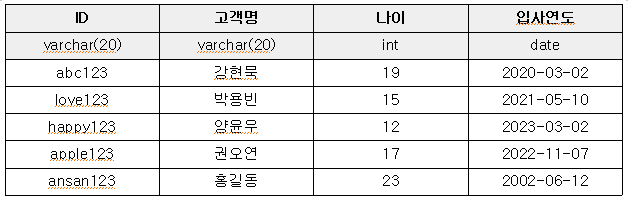 ID 고객명 나이 입사연도
varchar(20) varchar(20) int date
abc123 강현묵 19 2020-03-02
love123 박용빈 15 2021-05-10
happy123 양윤우 12 2023-03-02
apple123 권오연 17 2022-11-07
ansan123 홍길동 23 2002-06-12